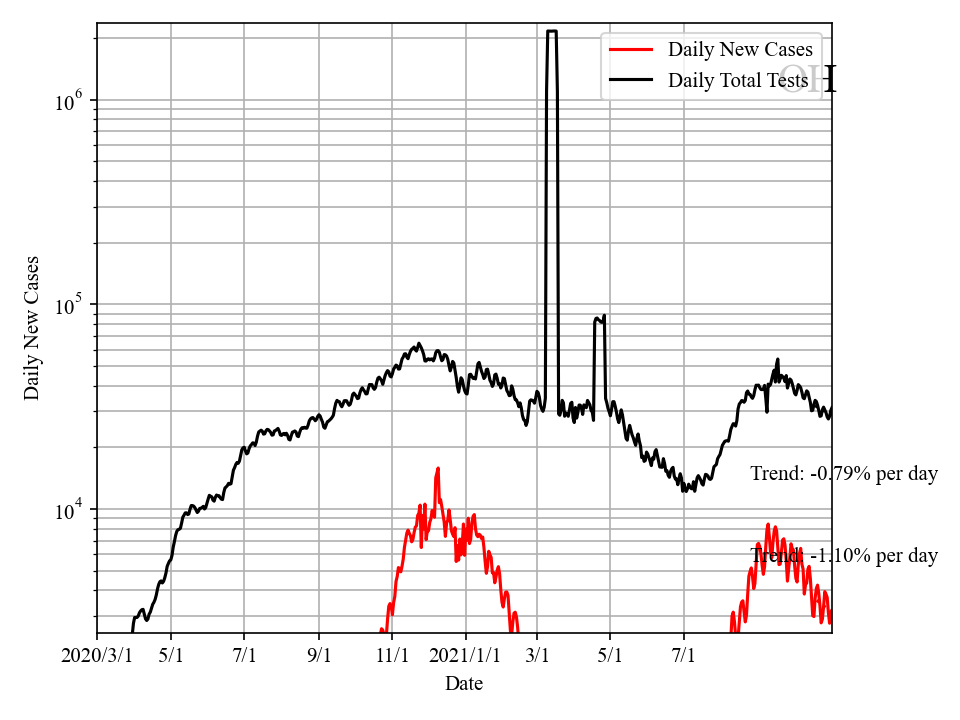 Daily New Cases
Daily Total Tests
OH
10^6
10^5
10^4
Daily New Cases
Trend: -0.79% per day
Trend: -1.10% per day
2020/3/1 5/1 7/1 9/1 11/1 2021/1/1 3/1 5/1 7/1
Date